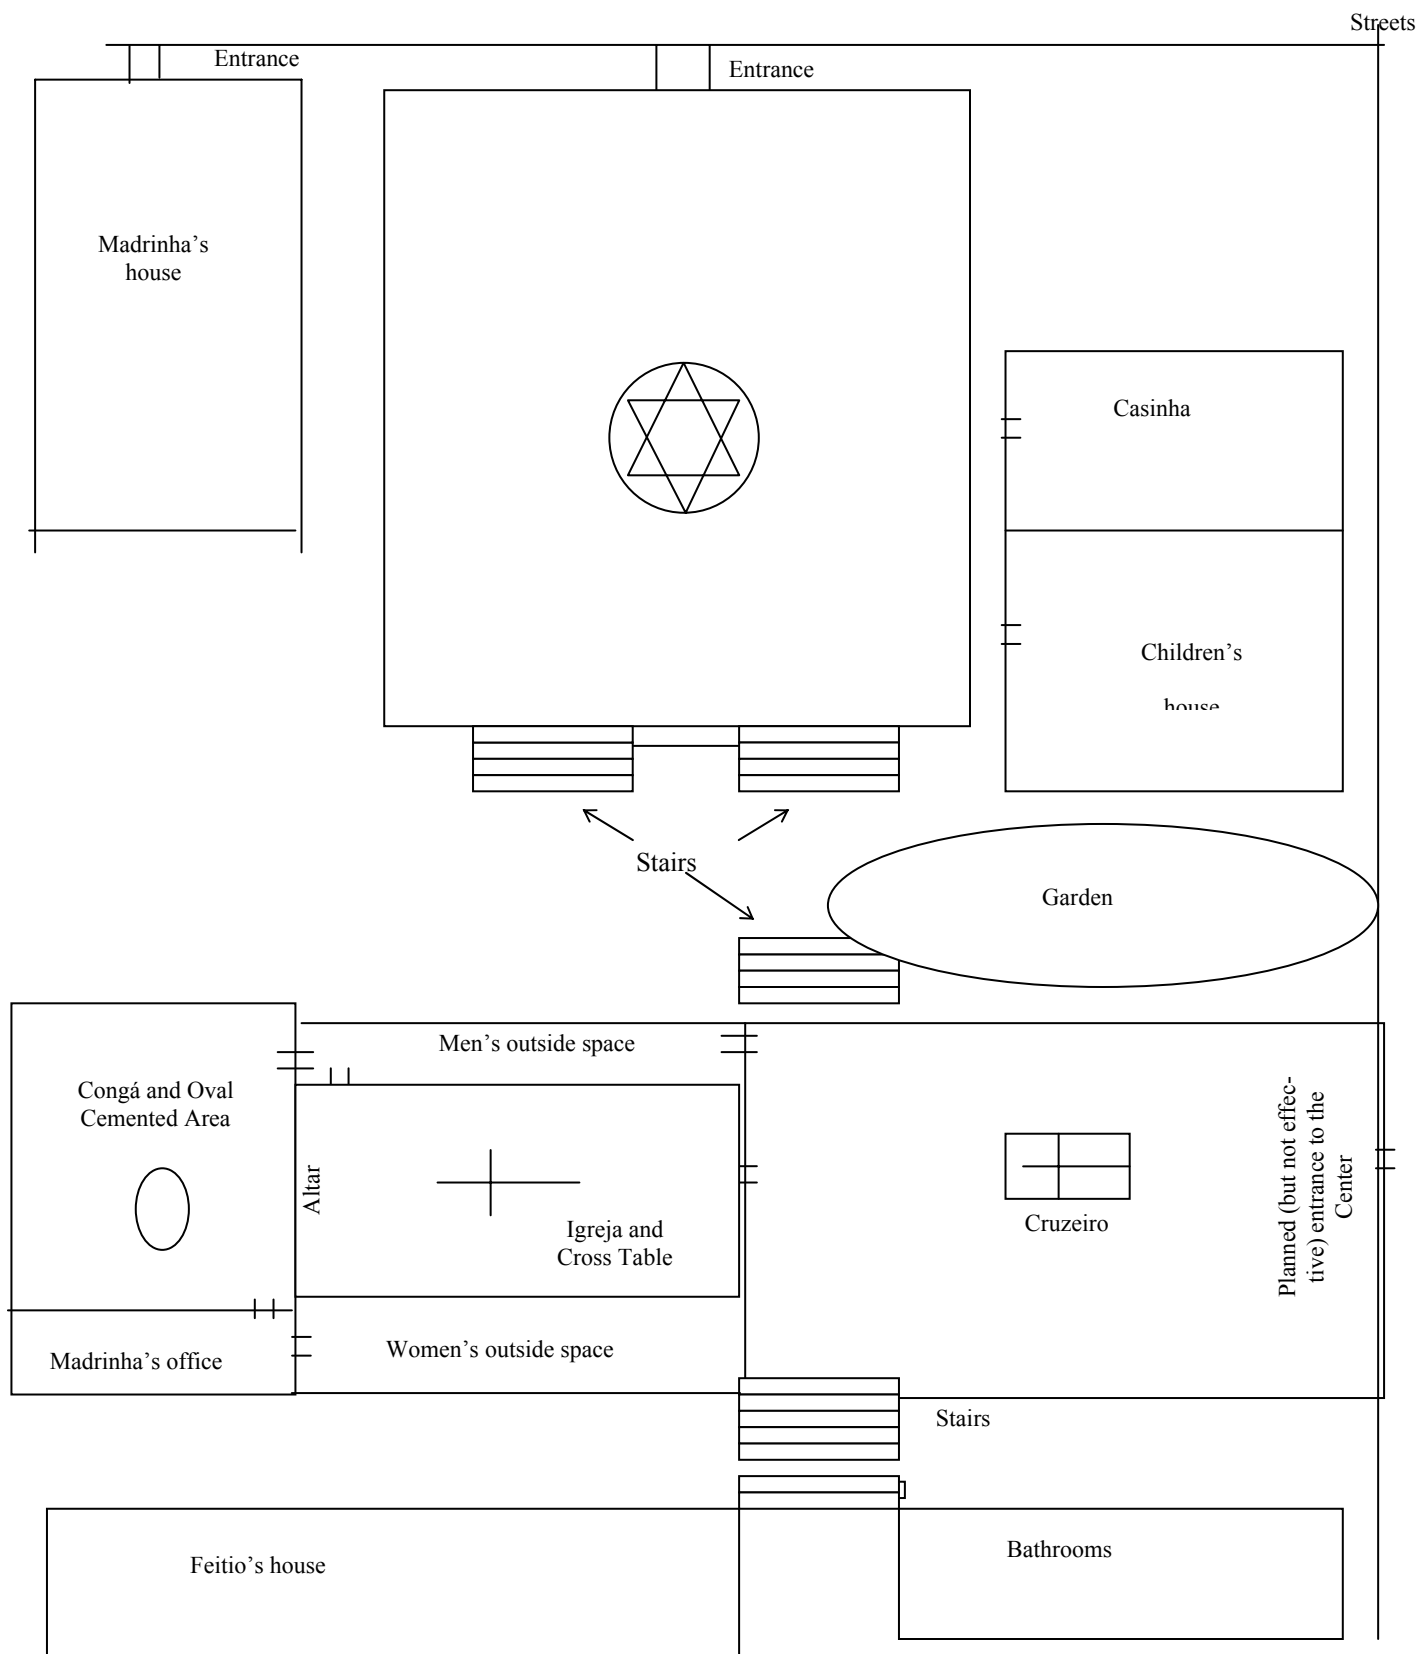 Streets
Entrance
Entrance
Madrinha’s
house
Casinha
Children’s
house
Stairs
Garden
Men’s outside space
Congá and Oval
Cemented Area
Altar
Igreja and
Cross Table
Cruzeiro
Planned (but not effec-
tive) entrance to the
Center
Madrinha’s office
Women’s outside space
Stairs
Feitio’s house
Bathrooms